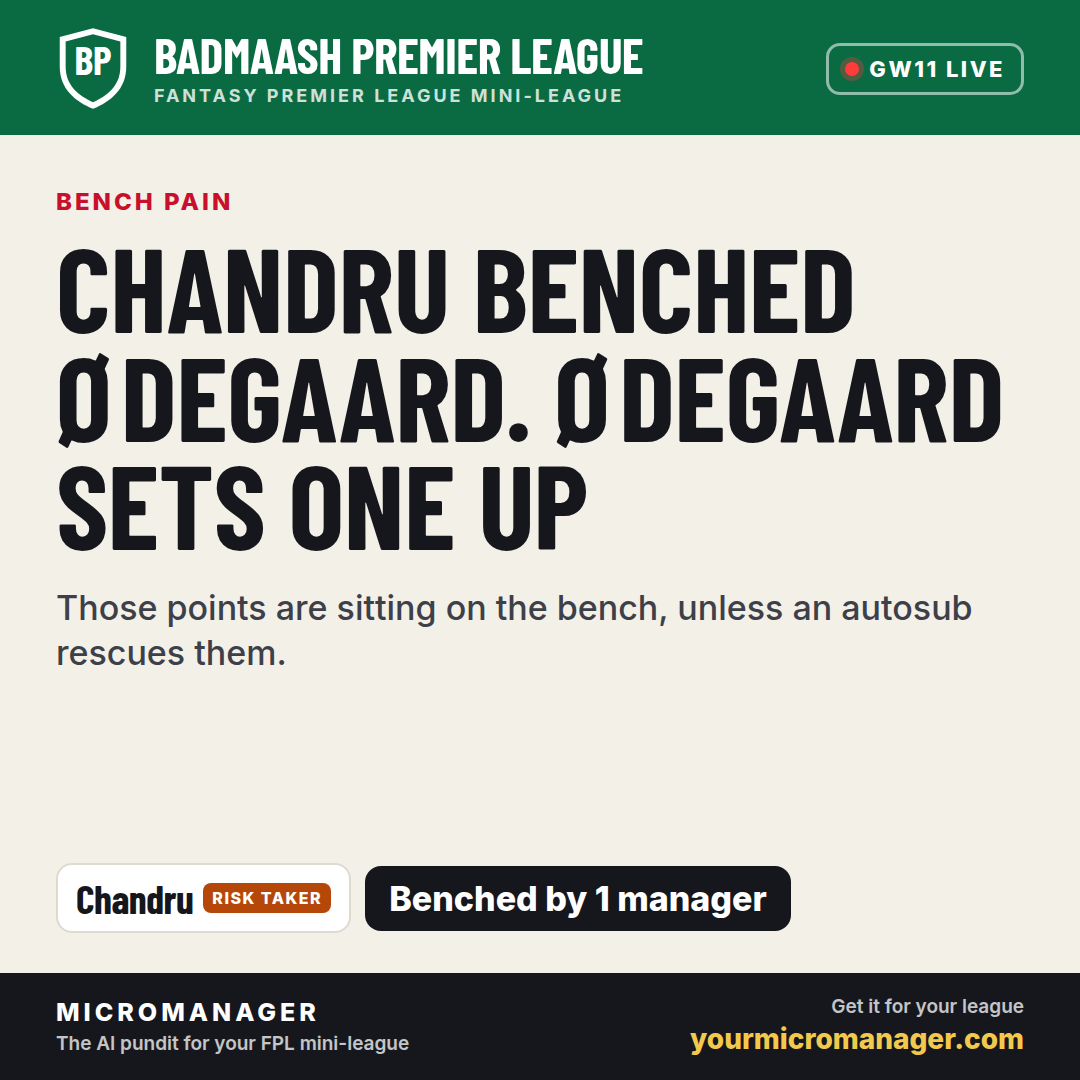 BP
BADMAASH PREMIER LEAGUE
FANTASY PREMIER LEAGUE MINI-LEAGUE
GW11 LIVE
BENCH PAIN
CHANDRU BENCHED
ØDEGAARD. ØDEGAARD
SETS ONE UP
Those points are sitting on the bench, unless an autosub
rescues them.
Chandru RISK TAKER
Benched by 1 manager
MICROMANAGER
The AI pundit for your FPL mini-league
Get it for your league
yourmicromanager.com